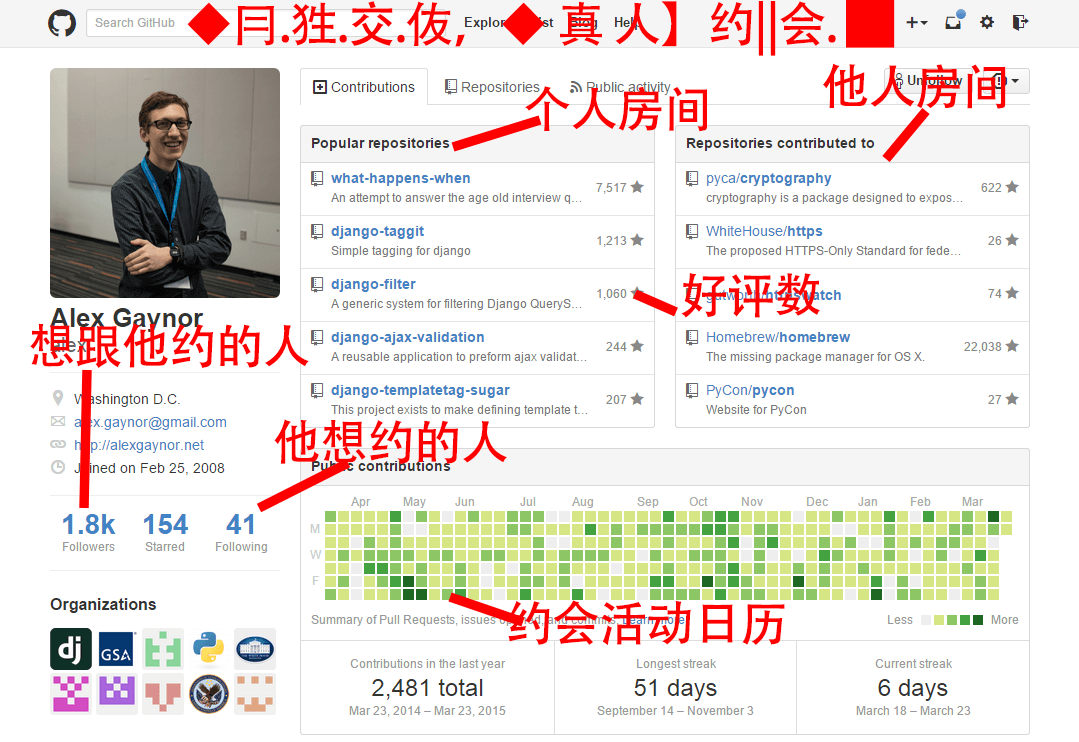 Search GitHub
Explore Gist Blog Help
◆冃.狌.交.伖, ◆ 真 人】约||会.
Contributions
Repositories
Public activity
Unfollow
个人房间
他人房间
Popular repositories
what-happens-when
An attempt to answer the age old interview q…
7,517
django-taggit
Simple tagging for django
1,213
django-filter
A generic system for filtering Django QueryS…
1,060
django-ajax-validation
A reusable application to preform ajax validat…
244
django-templatetag-sugar
This project exists to make defining template t…
207
Repositories contributed to
pyca/cryptography
cryptography is a package designed to expos…
622
WhiteHouse/https
The proposed HTTPS-Only Standard for fede…
26
74
Homebrew/homebrew
The missing package manager for OS X.
22,038
PyCon/pycon
Website for PyCon
27
好评数
Alex Gaynor
alex
想跟他约的人
Washington D.C.
alex.gaynor@gmail.com
http://alexgaynor.net
Joined on Feb 25, 2008
他想约的人
1.8k
Followers
154
Starred
41
Following
Organizations
dj
GSA
Public contributions
Apr May Jun Jul Aug Sep Oct Nov Dec Jan Feb Mar
M
W
F
约会活动日历
Summary of Pull Requests, issues opened, and commits. Learn more
Less
More
Contributions in the last year
2,481 total
Mar 23, 2014 – Mar 23, 2015
Longest streak
51 days
September 14 – November 3
Current streak
6 days
March 18 – March 23